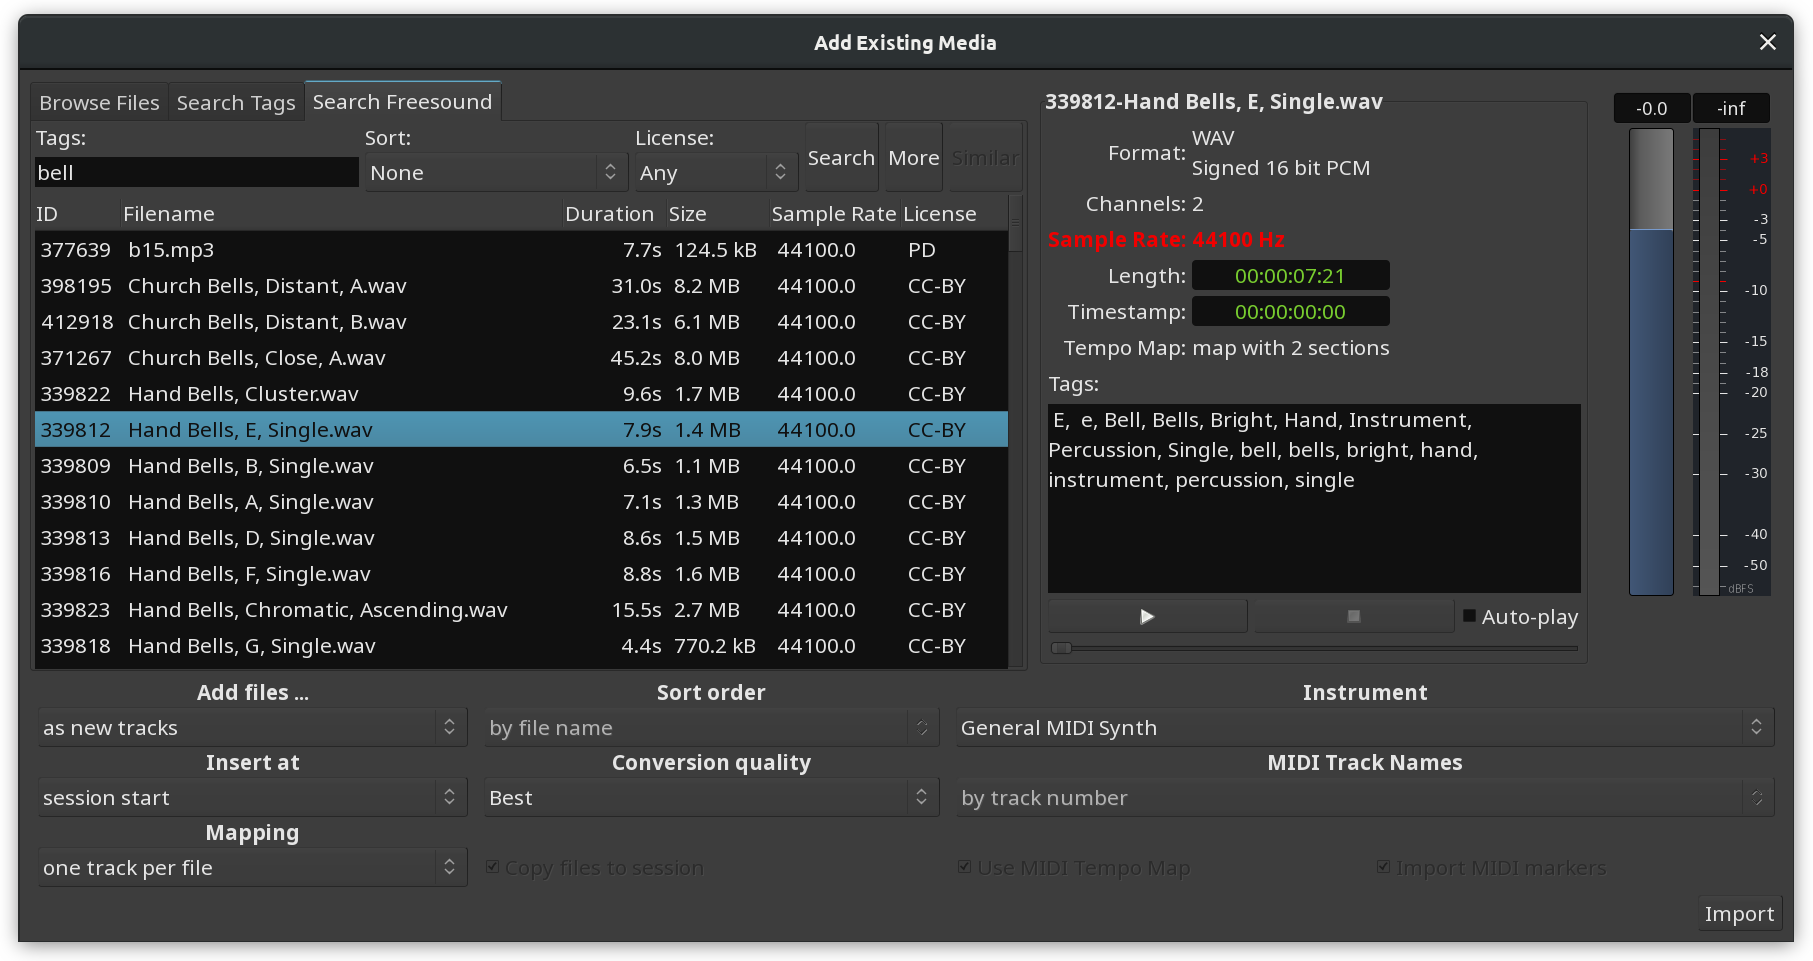 Add Existing Media
Browse Files Search Tags Search Freesound
Tags: Sort: License:
bell None Any Search More Similar
ID Filename Duration Size Sample Rate License
377639 b15.mp3 7.7s 124.5 kB 44100.0 PD
398195 Church Bells, Distant, A.wav 31.0s 8.2 MB 44100.0 CC-BY
412918 Church Bells, Distant, B.wav 23.1s 6.1 MB 44100.0 CC-BY
371267 Church Bells, Close, A.wav 45.2s 8.0 MB 44100.0 CC-BY
339822 Hand Bells, Cluster.wav 9.6s 1.7 MB 44100.0 CC-BY
339812 Hand Bells, E, Single.wav 7.9s 1.4 MB 44100.0 CC-BY
339809 Hand Bells, B, Single.wav 6.5s 1.1 MB 44100.0 CC-BY
339810 Hand Bells, A, Single.wav 7.1s 1.3 MB 44100.0 CC-BY
339813 Hand Bells, D, Single.wav 8.6s 1.5 MB 44100.0 CC-BY
339816 Hand Bells, F, Single.wav 8.8s 1.6 MB 44100.0 CC-BY
339823 Hand Bells, Chromatic, Ascending.wav 15.5s 2.7 MB 44100.0 CC-BY
339818 Hand Bells, G, Single.wav 4.4s 770.2 kB 44100.0 CC-BY
339812-Hand Bells, E, Single.wav
Format: WAV
Signed 16 bit PCM
Channels: 2
Sample Rate: 44100 Hz
Length: 00:00:07:21
Timestamp: 00:00:00:00
Tempo Map: map with 2 sections
Tags:
E, e, Bell, Bells, Bright, Hand, Instrument,
Percussion, Single, bell, bells, bright, hand,
instrument, percussion, single
Auto-play
-0.0 -inf
+3
+0
-3
-5
-10
-15
-18
-20
-25
-30
-40
-50
dBFS
Add files ... Sort order Instrument
as new tracks by file name General MIDI Synth
Insert at Conversion quality MIDI Track Names
session start Best by track number
Mapping
one track per file Copy files to session Use MIDI Tempo Map Import MIDI markers
Import